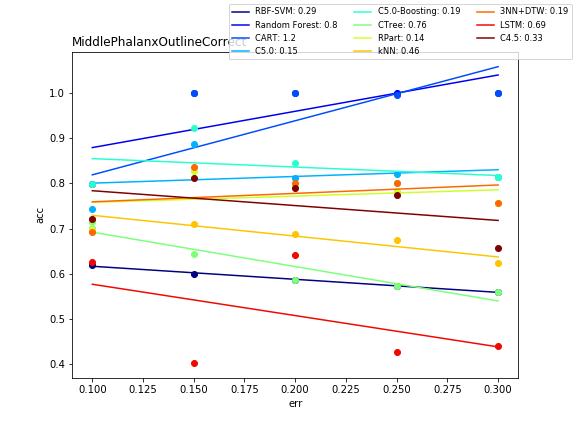 RBF-SVM: 0.29
Random Forest: 0.8
CART: 1.2
C5.0: 0.15
C5.0-Boosting: 0.19
CTree: 0.76
RPart: 0.14
kNN: 0.46
3NN+DTW: 0.19
LSTM: 0.69
C4.5: 0.33
MiddlePhalanxOutlineCorrect
acc
1.0
0.9
0.8
0.7
0.6
0.5
0.4
0.100 0.125 0.150 0.175 0.200 0.225 0.250 0.275 0.300
err